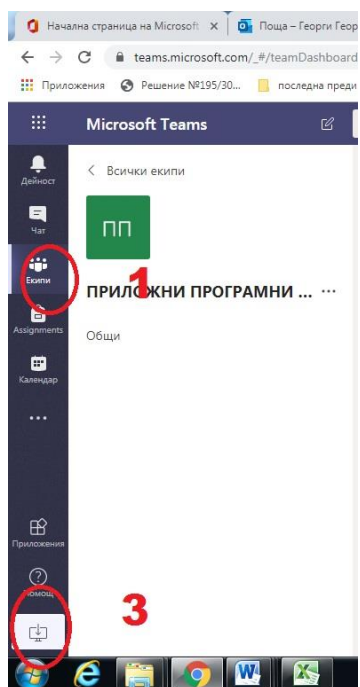 Начална страница на Microsoft
Поща – Георги Геор
teams.microsoft.com/_#/teamDashboard
Приложения
Решение №195/30...
последна преди
Microsoft Teams
Дейност
Всички екипи
Чат
ПП
Екипи
1
ПРИЛОЖНИ ПРОГРАМНИ ...
Assignments
Общи
Календар
Приложения
Помощ
3